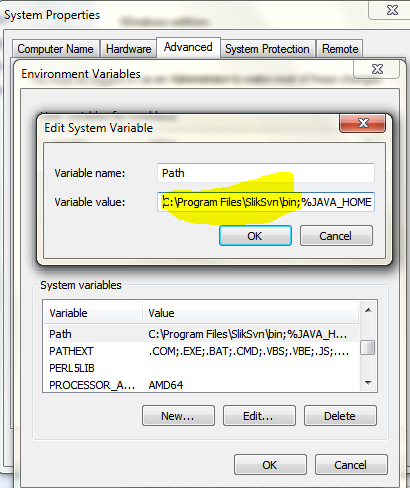 System Properties
Computer Name Hardware Advanced System Protection Remote
Environment Variables
Edit System Variable
Variable name: Path
Variable value: C:\Program Files\SlikSvn\bin;%JAVA_HOME
OK Cancel
System variables
Variable Value
Path C:\Program Files\SlikSvn\bin;%JAVA_H...
PATHEXT .COM;.EXE;.BAT;.CMD;.VBS;.VBE;.JS;....
PERL5LIB
PROCESSOR_A... AMD64
New... Edit... Delete
OK Cancel